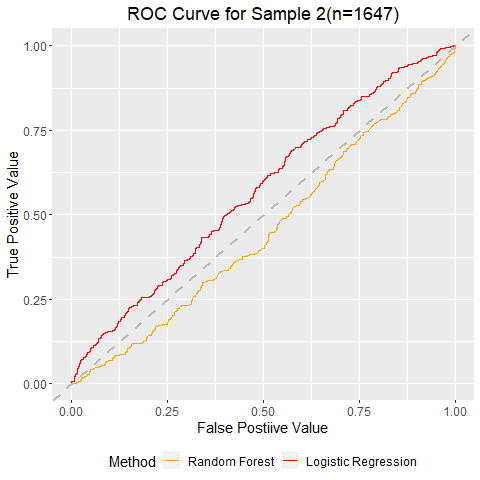 ROC Curve for Sample 2(n=1647)
True Positive Value
1.00
0.75
0.50
0.25
0.00
0.00 0.25 0.50 0.75 1.00
False Postiive Value
Method Random Forest Logistic Regression